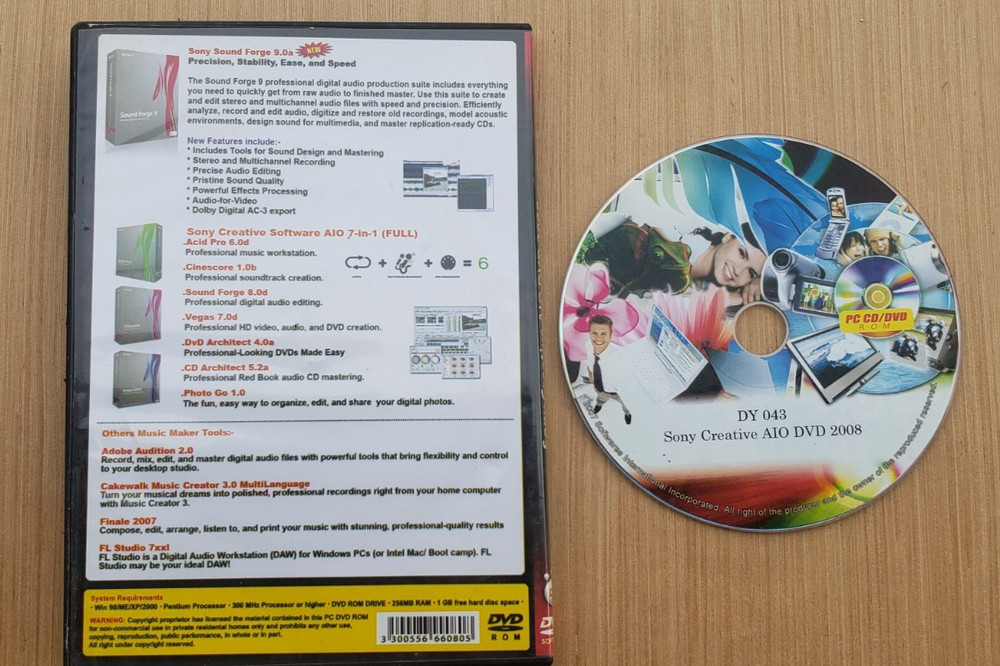 Sony Sound Forge 9.0a NEW
Precision, Stability, Ease, and Speed
The Sound Forge 9 professional digital audio production suite includes everything
you need to quickly get from raw audio to finished master. Use this suite to create
and edit stereo and multichannel audio files with speed and precision. Efficiently
analyze, record and edit audio, digitize and restore old recordings, model acoustic
environments, design sound for multimedia, and master replication-ready CDs.
Sound Forge 9
New Features include:-
* Includes Tools for Sound Design and Mastering
* Stereo and Multichannel Recording
* Precise Audio Editing
* Pristine Sound Quality
* Powerful Effects Processing
* Audio-for-Video
* Dolby Digital AC-3 export
Sony Creative Software AIO 7-in-1 (FULL)
.Acid Pro 6.0d
Professional music workstation.
.Cinescore 1.0b
Professional soundtrack creation.
+ + = 6
.Sound Forge 8.0d
Professional digital audio editing.
.Vegas 7.0d
Professional HD video, audio, and DVD creation.
.DvD Architect 4.0a
Professional-Looking DVDs Made Easy
.CD Architect 5.2a
Professional Red Book audio CD mastering.
.Photo Go 1.0
The fun, easy way to organize, edit, and share your digital photos.
Others Music Maker Tools:-
Adobe Audition 2.0
Record, mix, edit, and master digital audio files with powerful tools that bring flexibility and control
to your desktop studio.
Cakewalk Music Creator 3.0 MultiLanguage
Turn your musical dreams into polished, professional recordings right from your home computer
with Music Creator 3.
Finale 2007
Compose, edit, arrange, listen to, and print your music with stunning, professional-quality results
FL Studio 7xxl
FL Studio is a Digital Audio Workstation (DAW) for Windows PCs (or Intel Mac/ Boot camp). FL
Studio may be your ideal DAW!
System Requirements
· Win 98/ME/XP/2000 · Pentium Processor · 300 MHz Processor or higher · DVD ROM DRIVE · 256MB RAM · 1 GB free hard disc space ·
WARNING: Copyright proprietor has licensed the material contained in this PC DVD ROM
for non-commercial use in private residential homes only and prohibits any other use,
copying, reproduction, public performance, in whole or in part.
All right under copyright reserved.
3 300556 660805
DVD
ROM
PC CD/DVD
ROM
DY 043
Sony Creative AIO DVD 2008
Softwares International Incorporated. All right of the producer and the owner of the reproduced reserved.